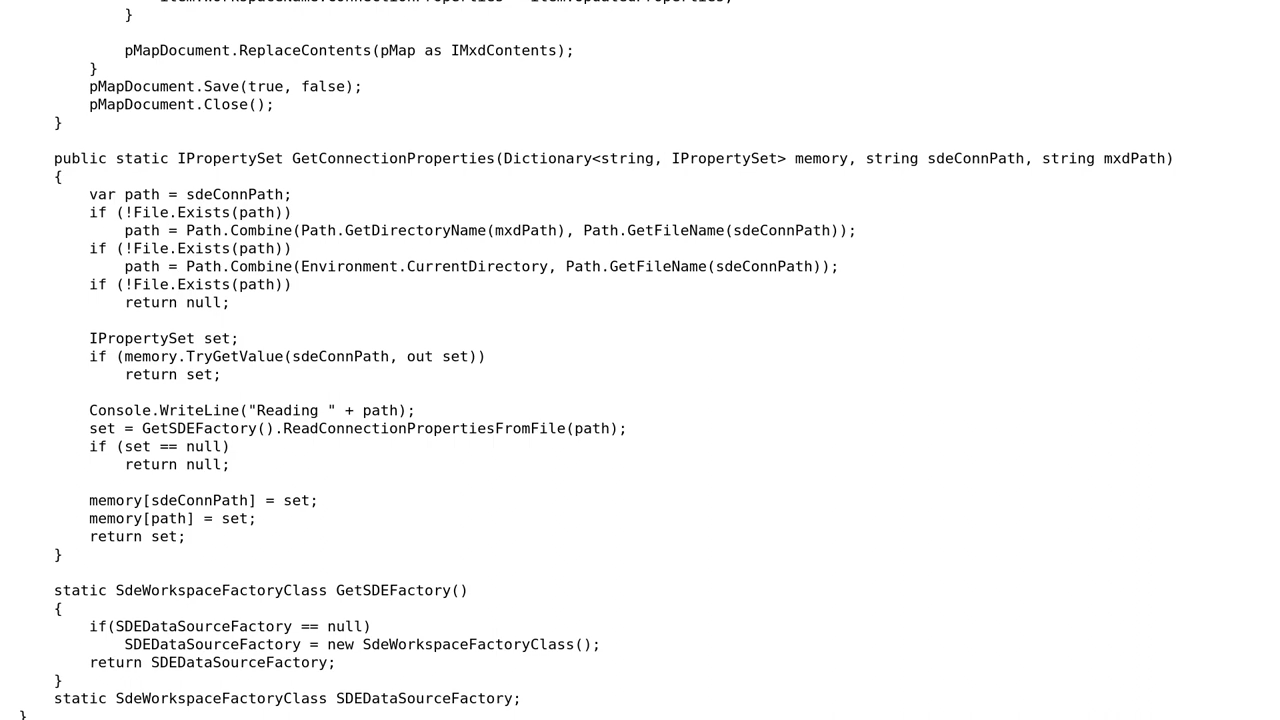 }
pMapDocument.ReplaceContents(pMap as IMxdContents);
}
pMapDocument.Save(true, false);
pMapDocument.Close();
}
public static IPropertySet GetConnectionProperties(Dictionary<string, IPropertySet> memory, string sdeConnPath, string mxdPath)
{
var path = sdeConnPath;
if (!File.Exists(path))
path = Path.Combine(Path.GetDirectoryName(mxdPath), Path.GetFileName(sdeConnPath));
if (!File.Exists(path))
path = Path.Combine(Environment.CurrentDirectory, Path.GetFileName(sdeConnPath));
if (!File.Exists(path))
return null;
IPropertySet set;
if (memory.TryGetValue(sdeConnPath, out set))
return set;
Console.WriteLine("Reading " + path);
set = GetSDEFactory().ReadConnectionPropertiesFromFile(path);
if (set == null)
return null;
memory[sdeConnPath] = set;
memory[path] = set;
return set;
}
static SdeWorkspaceFactoryClass GetSDEFactory()
{
if(SDEDataSourceFactory == null)
SDEDataSourceFactory = new SdeWorkspaceFactoryClass();
return SDEDataSourceFactory;
}
static SdeWorkspaceFactoryClass SDEDataSourceFactory;
}